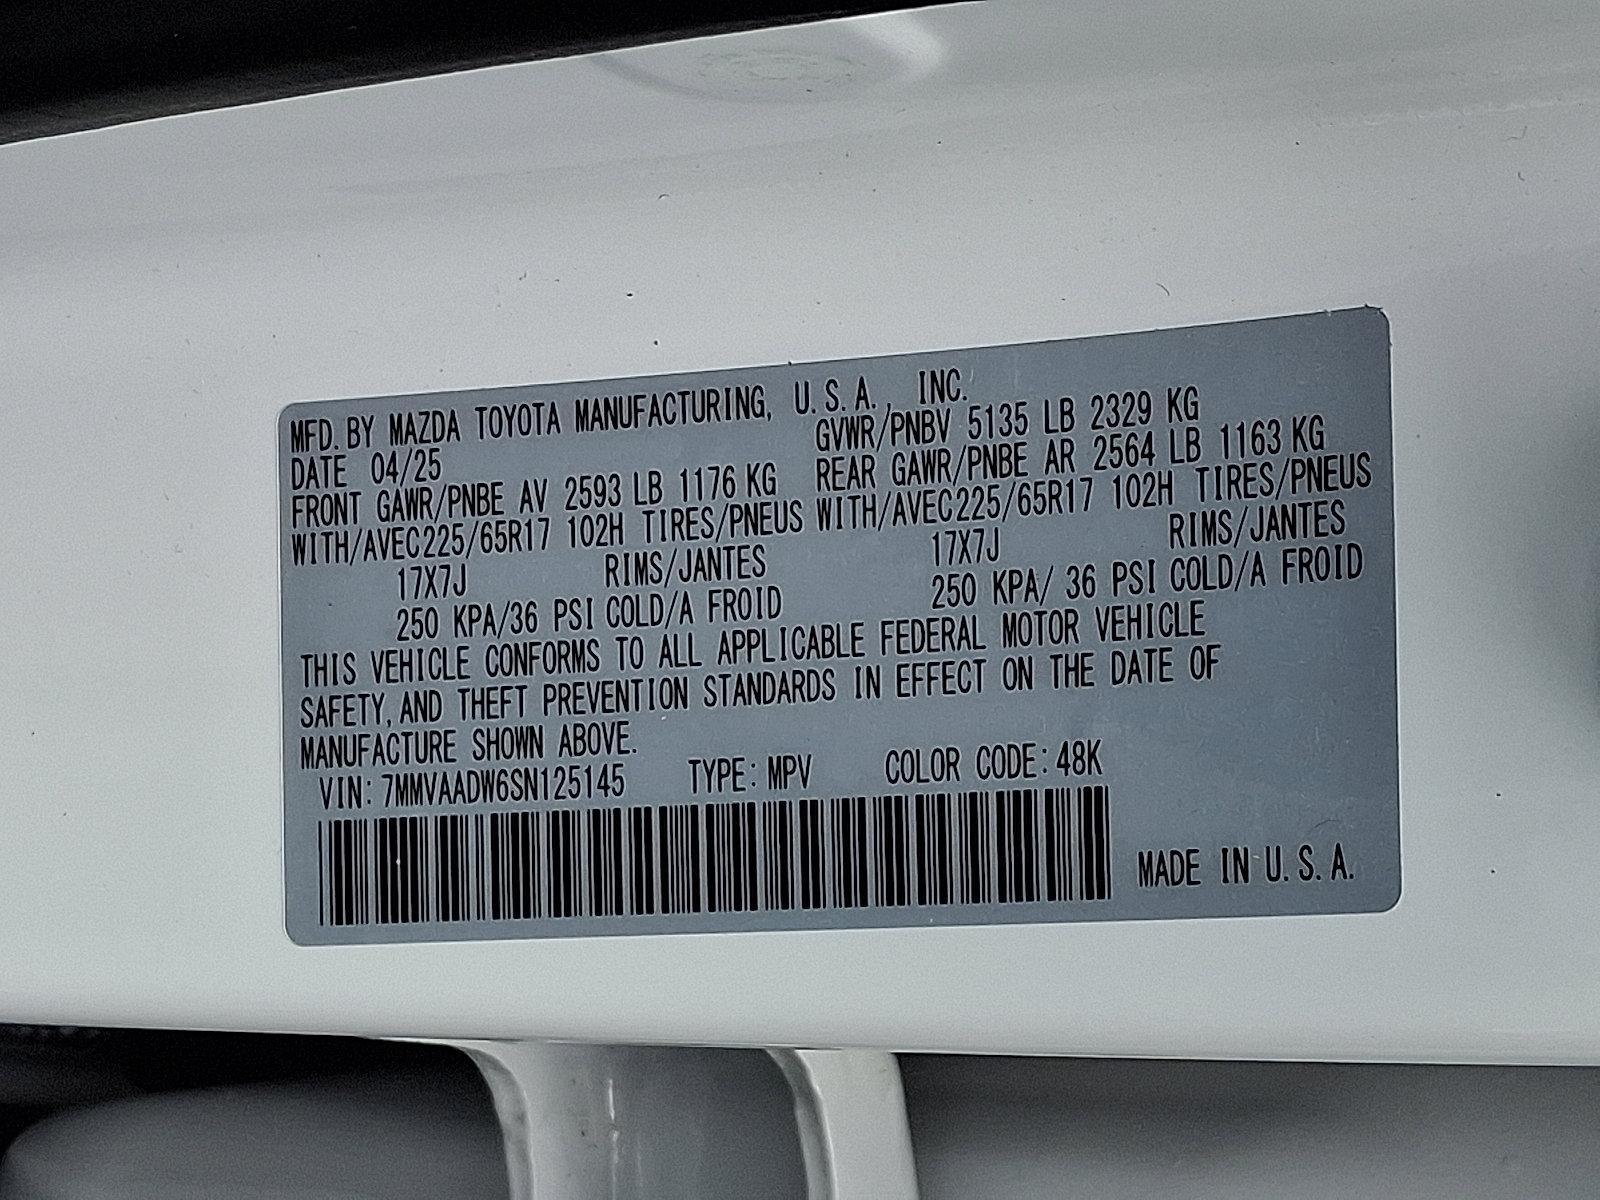 MFD. BY MAZDA TOYOTA MANUFACTURING, U.S.A., INC.
DATE 04/25 GVWR/PNBV 5135 LB 2329 KG
FRONT GAWR/PNBE AV 2593 LB 1176 KG REAR GAWR/PNBE AR 2564 LB 1163 KG
WITH/AVEC225/65R17 102H TIRES/PNEUS WITH/AVEC225/65R17 102H TIRES/PNEUS
17X7J RIMS/JANTES 17X7J RIMS/JANTES
250 KPA/36 PSI COLD/A FROID 250 KPA/ 36 PSI COLD/A FROID
THIS VEHICLE CONFORMS TO ALL APPLICABLE FEDERAL MOTOR VEHICLE
SAFETY, AND THEFT PREVENTION STANDARDS IN EFFECT ON THE DATE OF
MANUFACTURE SHOWN ABOVE.
VIN: 7MMVAADW6SN125145 TYPE: MPV COLOR CODE: 48K
MADE IN U.S.A.